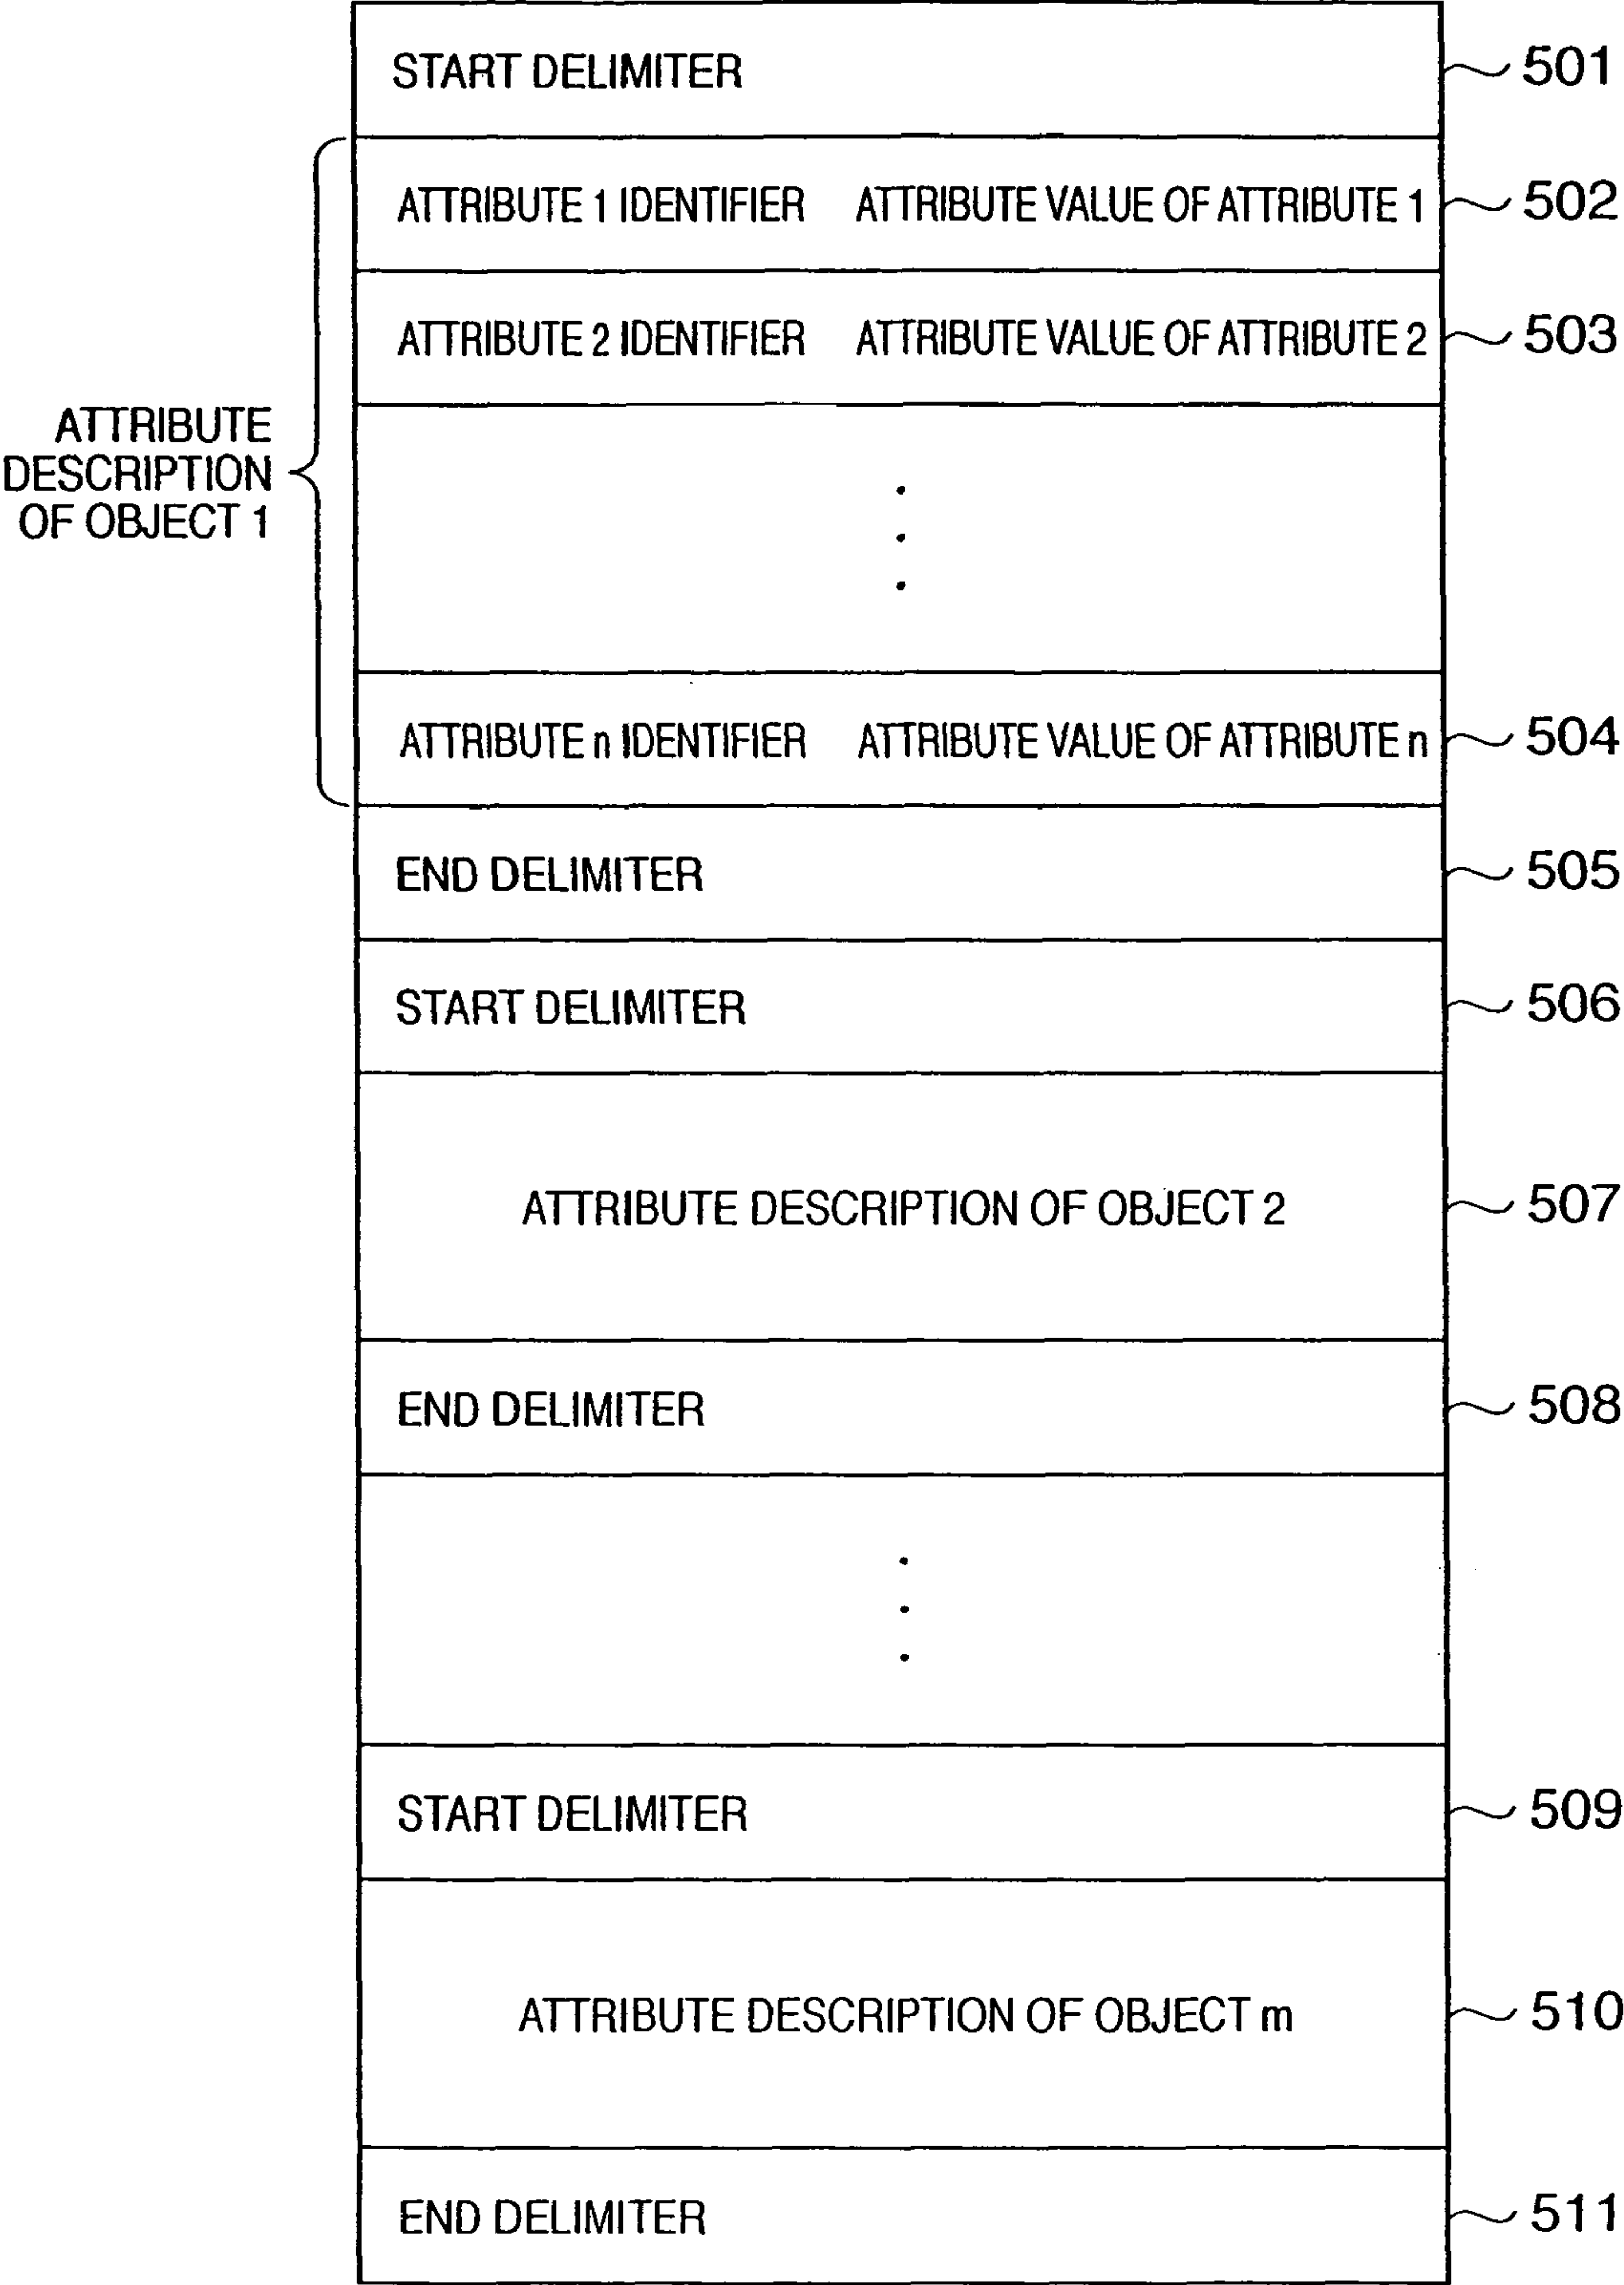 START DELIMITER 501
ATTRIBUTE 1 IDENTIFIER ATTRIBUTE VALUE OF ATTRIBUTE 1 502
ATTRIBUTE 2 IDENTIFIER ATTRIBUTE VALUE OF ATTRIBUTE 2 503
ATTRIBUTE
DESCRIPTION
OF OBJECT 1
ATTRIBUTE n IDENTIFIER ATTRIBUTE VALUE OF ATTRIBUTE n 504
END DELIMITER 505
START DELIMITER 506
ATTRIBUTE DESCRIPTION OF OBJECT 2 507
END DELIMITER 508
START DELIMITER 509
ATTRIBUTE DESCRIPTION OF OBJECT m 510
END DELIMITER 511